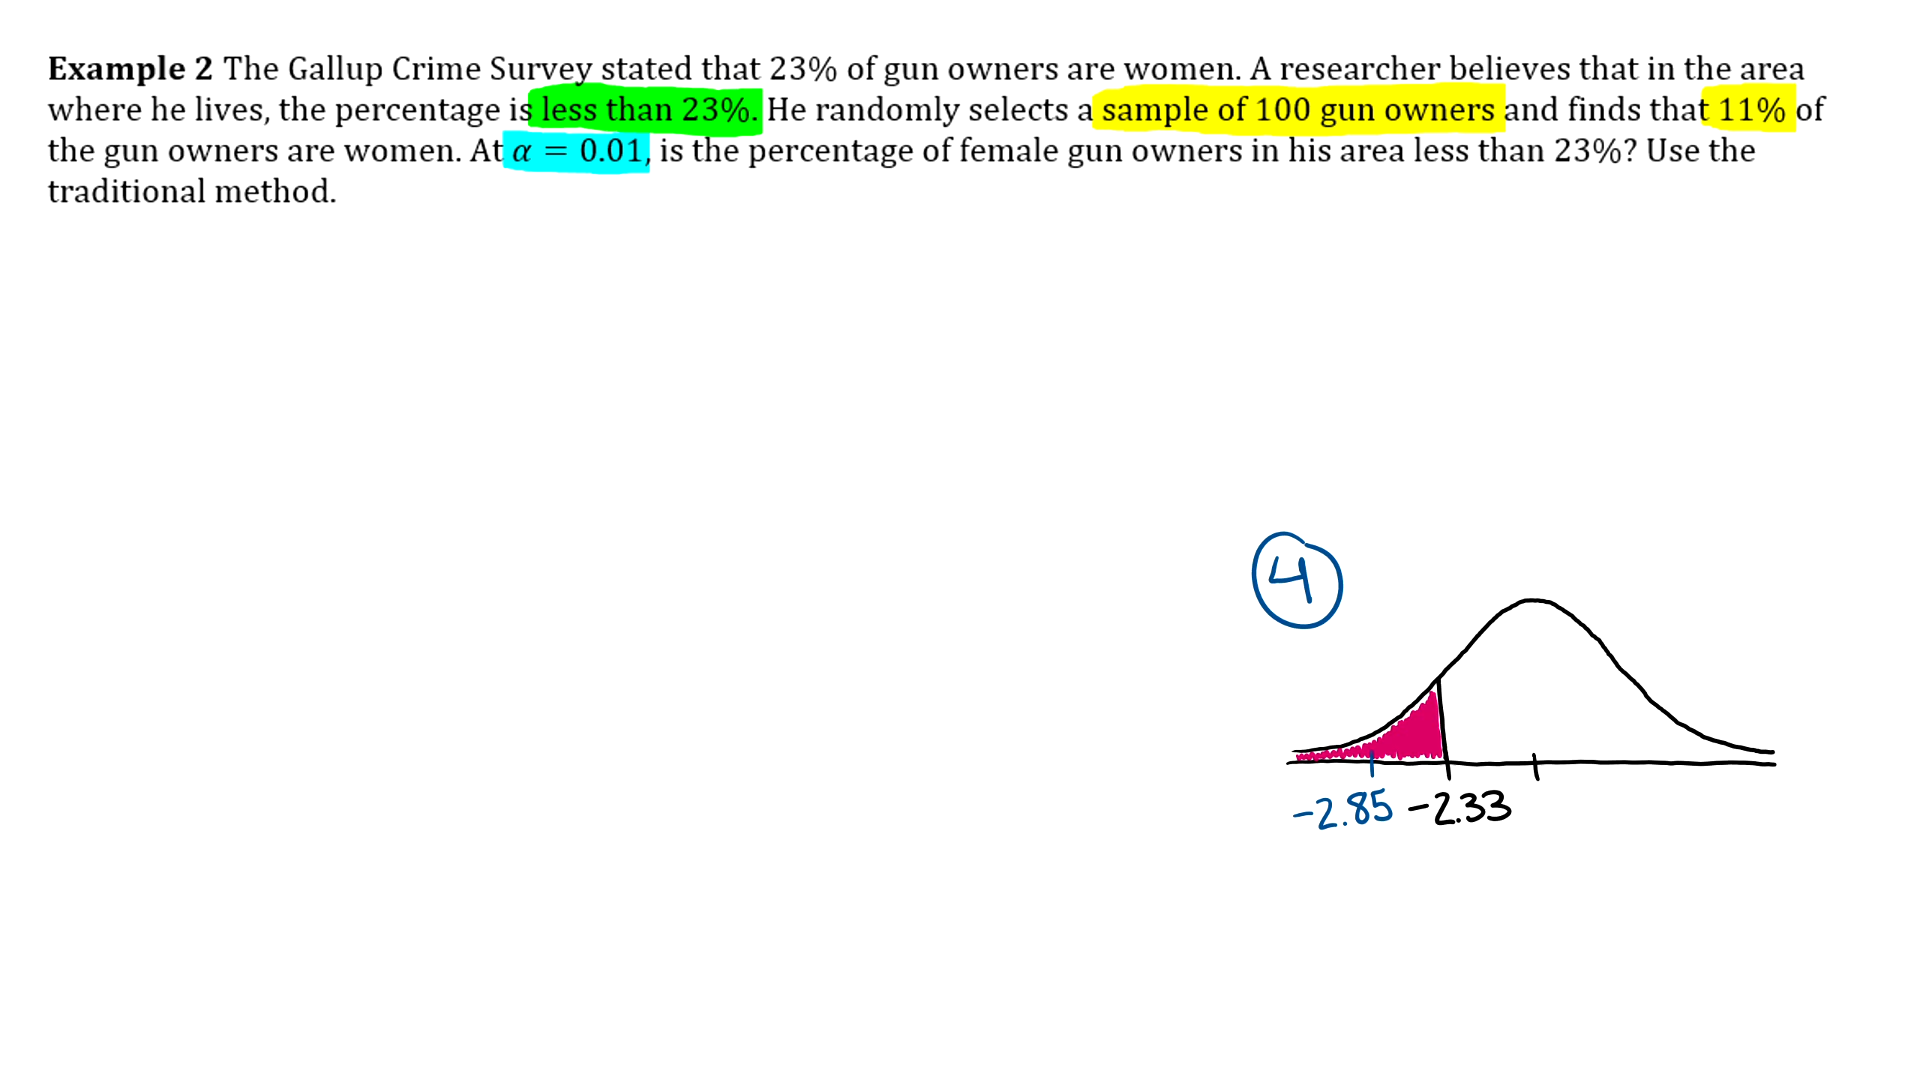 Example 2 The Gallup Crime Survey stated that 23% of gun owners are women. A researcher believes that in the area
where he lives, the percentage is less than 23%. He randomly selects a sample of 100 gun owners and finds that 11% of
the gun owners are women. At α = 0.01, is the percentage of female gun owners in his area less than 23%? Use the
traditional method.
4
-2.85 -2.33